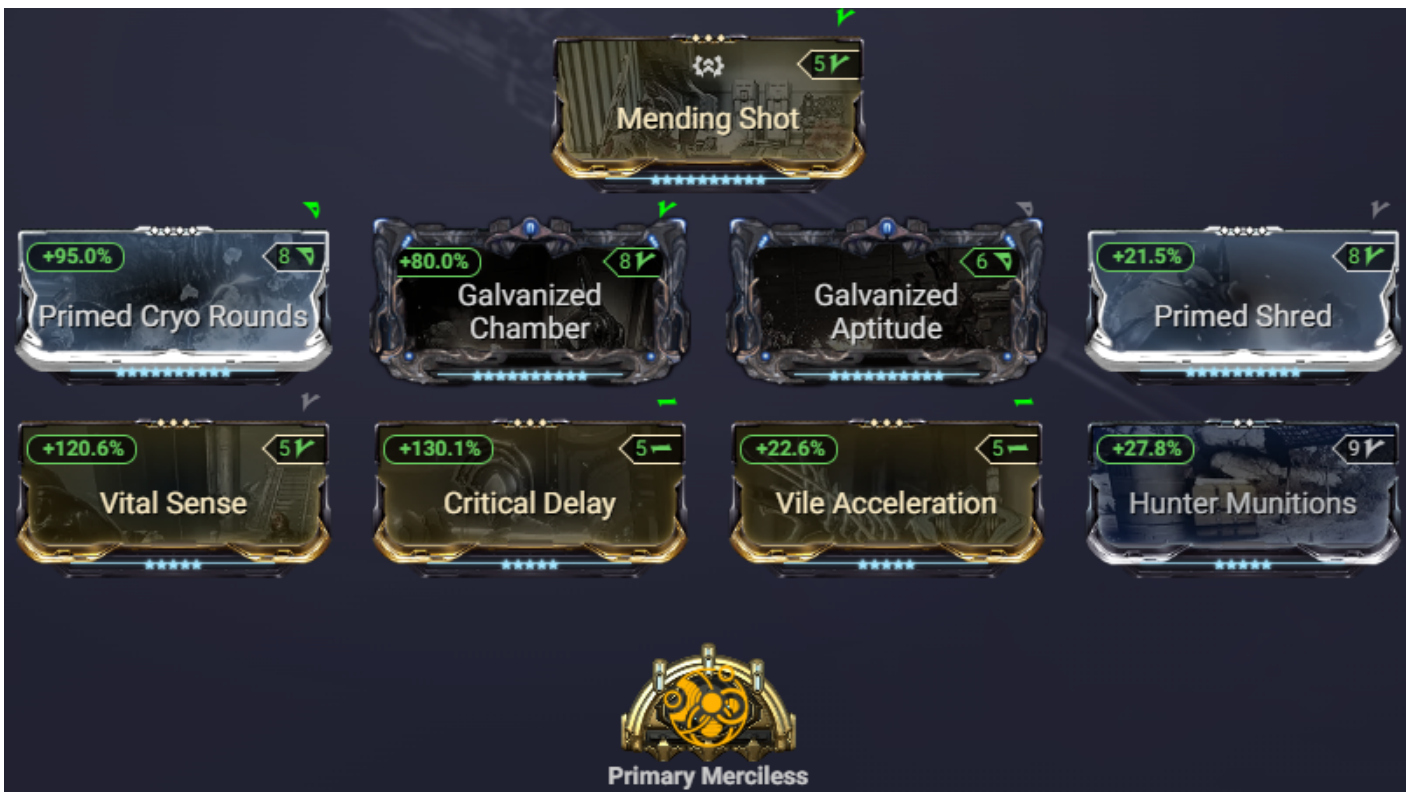 5
Mending Shot
+95.0% 8
Primed Cryo Rounds
+80.0% 8
Galvanized
Chamber
6
Galvanized
Aptitude
+21.5% 8
Primed Shred
+120.6% 5
Vital Sense
+130.1% 5
Critical Delay
+22.6% 5
Vile Acceleration
+27.8% 9
Hunter Munitions
Primary Merciless